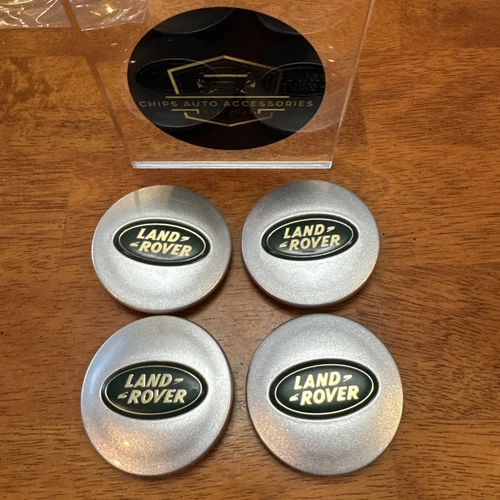 CHIPS AUTO ACCESSORIES
LAND
ROVER
LAND
ROVER
LAND
ROVER
LAND
ROVER